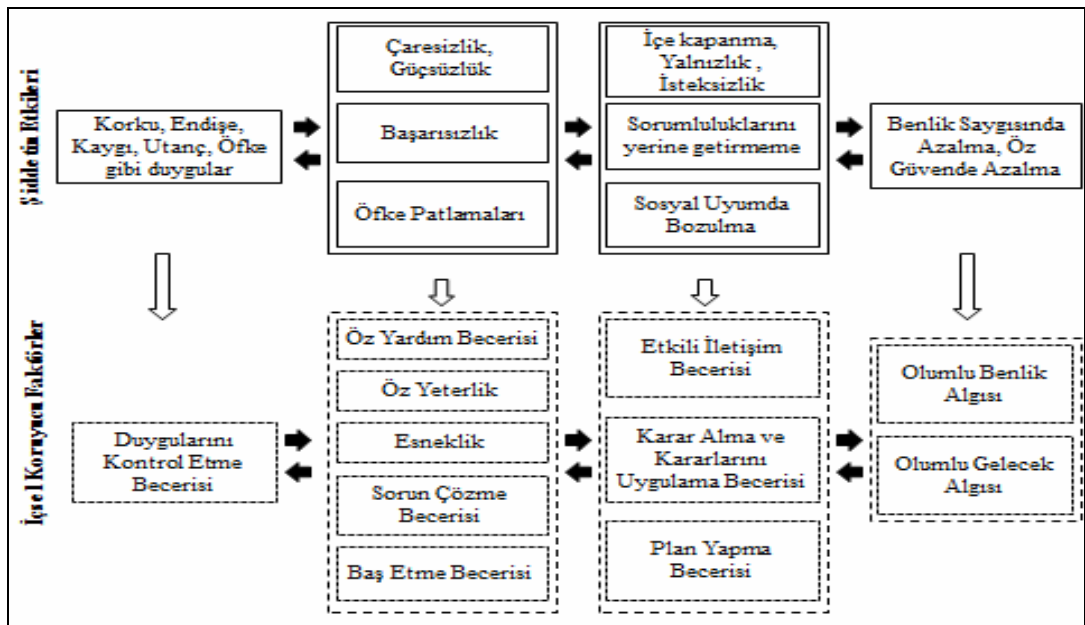 Şiddetin Etkileri
Korku, Endişe,
Kaygı, Utanç, Öfke
gibi duygular
Çaresizlik,
Güçsüzlük
Başarısızlık
Öfke Patlamaları
İçe kapanma,
Yalnızlık ,
İsteksizlik
Sorumluluklarını
yerine getirmeme
Sosyal Uyumda
Bozulma
Benlik Saygısında
Azalma, Öz
Güvende Azalma
İçsel Koruyucu Faktörler
Duygularını
Kontrol Etme
Becerisi
Öz Yardım Becerisi
Öz Yeterlik
Esneklik
Sorun Çözme
Becerisi
Baş Etme Becerisi
Etkili İletişim
Becerisi
Karar Alma ve
Kararlarını
Uygulama Becerisi
Plan Yapma
Becerisi
Olumlu Benlik
Algısı
Olumlu Gelecek
Algısı